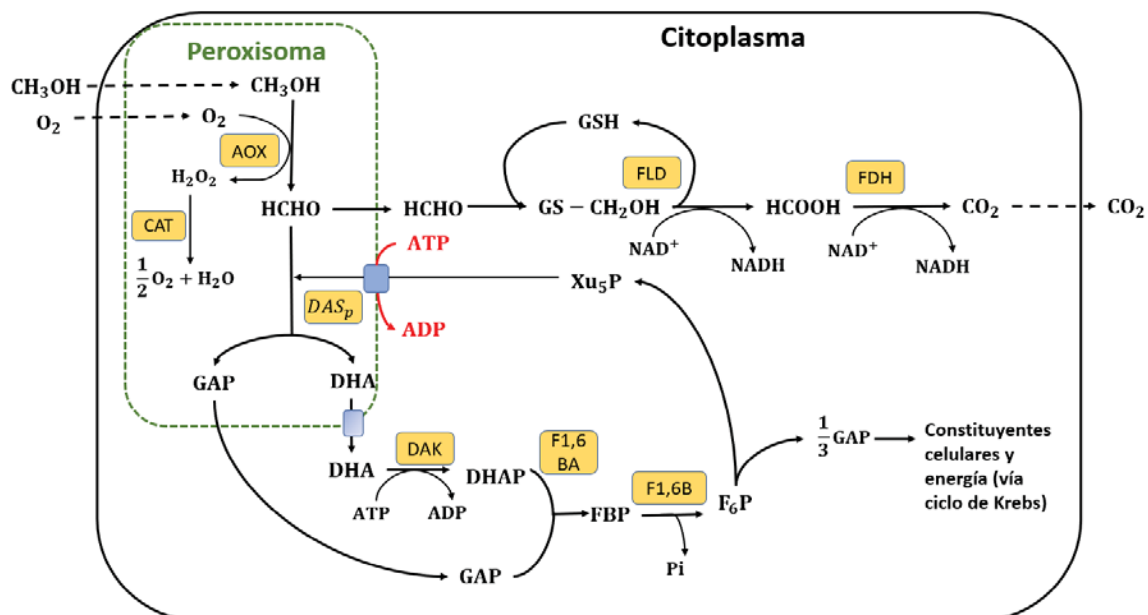 Citoplasma
Peroxisoma
CH₃OH
CH₃OH
O₂
O₂
AOX
H₂O₂
CAT
1/2 O₂ + H₂O
HCHO
HCHO
GSH
GS − CH₂OH
FLD
NAD⁺
NADH
HCOOH
FDH
NAD⁺
NADH
CO₂
CO₂
ATP
ADP
Xu₅P
DASₚ
GAP
DHA
DHA
DAK
ATP
ADP
DHAP
F1,6
BA
GAP
FBP
F1,6B
Pi
F₆P
1/3 GAP
Constituyentes
celulares y
energía (vía
ciclo de Krebs)